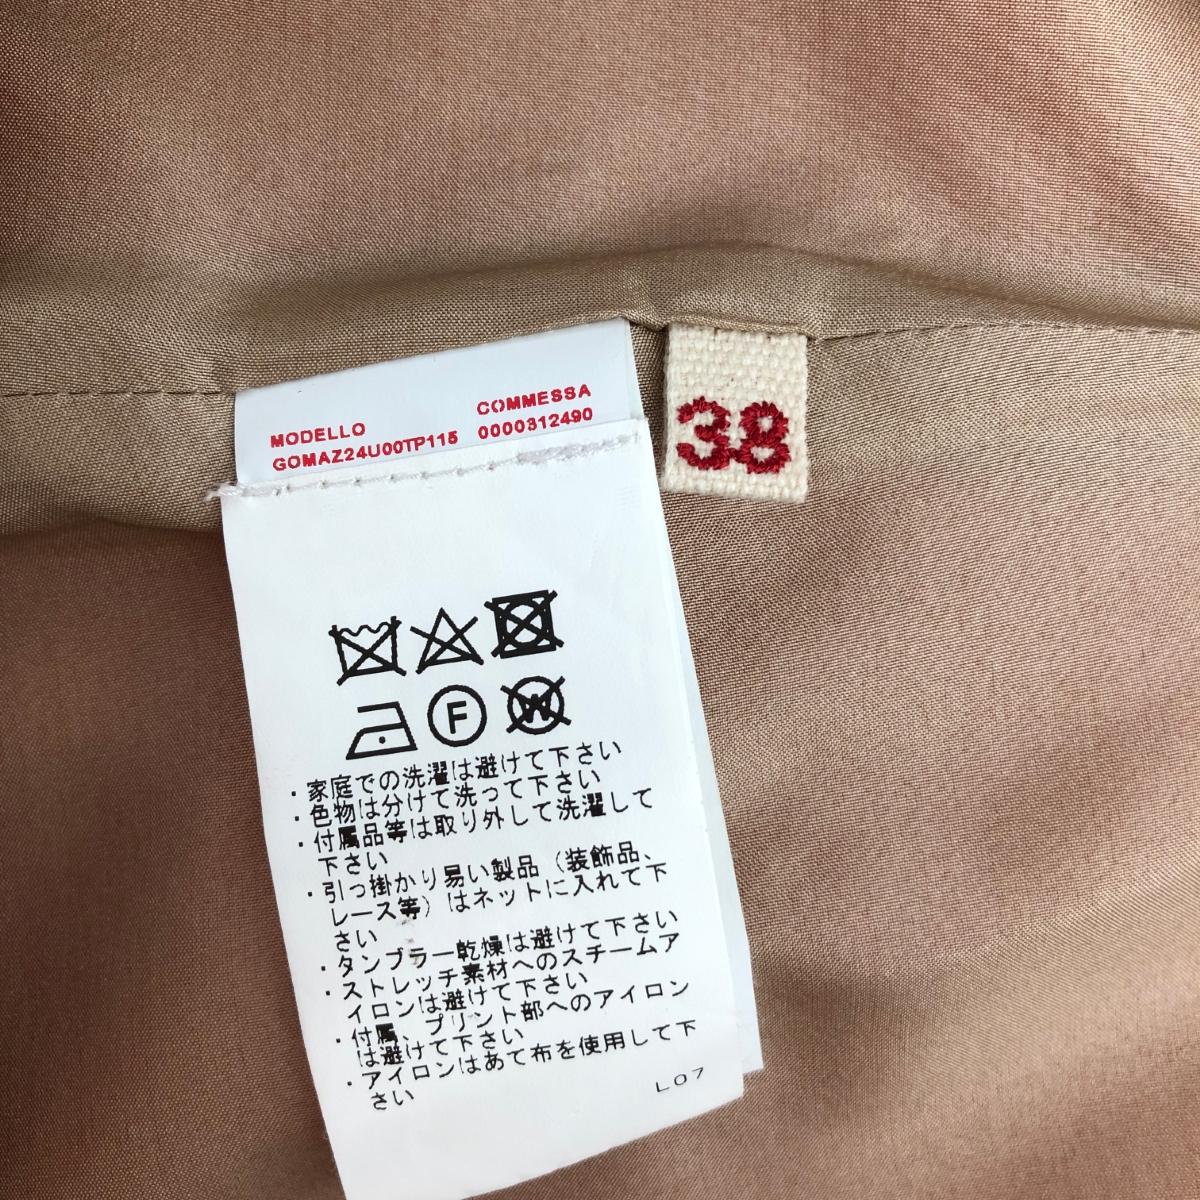 MODELLO COMMESSA
GOMAZ24U00TP115 0000312490
38
F
W
・家庭での洗濯は避けて下さい
・色物は分けて洗って下さい
・付属品等は取り外して洗濯して
下さい
・引っ掛かり易い製品（装飾品、
レース等）はネットに入れて下
さい
・タンブラー乾燥は避けて下さい
・ストレッチ素材へのスチームア
イロンは避けて下さい
・付属、プリント部へのアイロン
は避けて下さい
・アイロンはあて布を使用して下
さい
L07